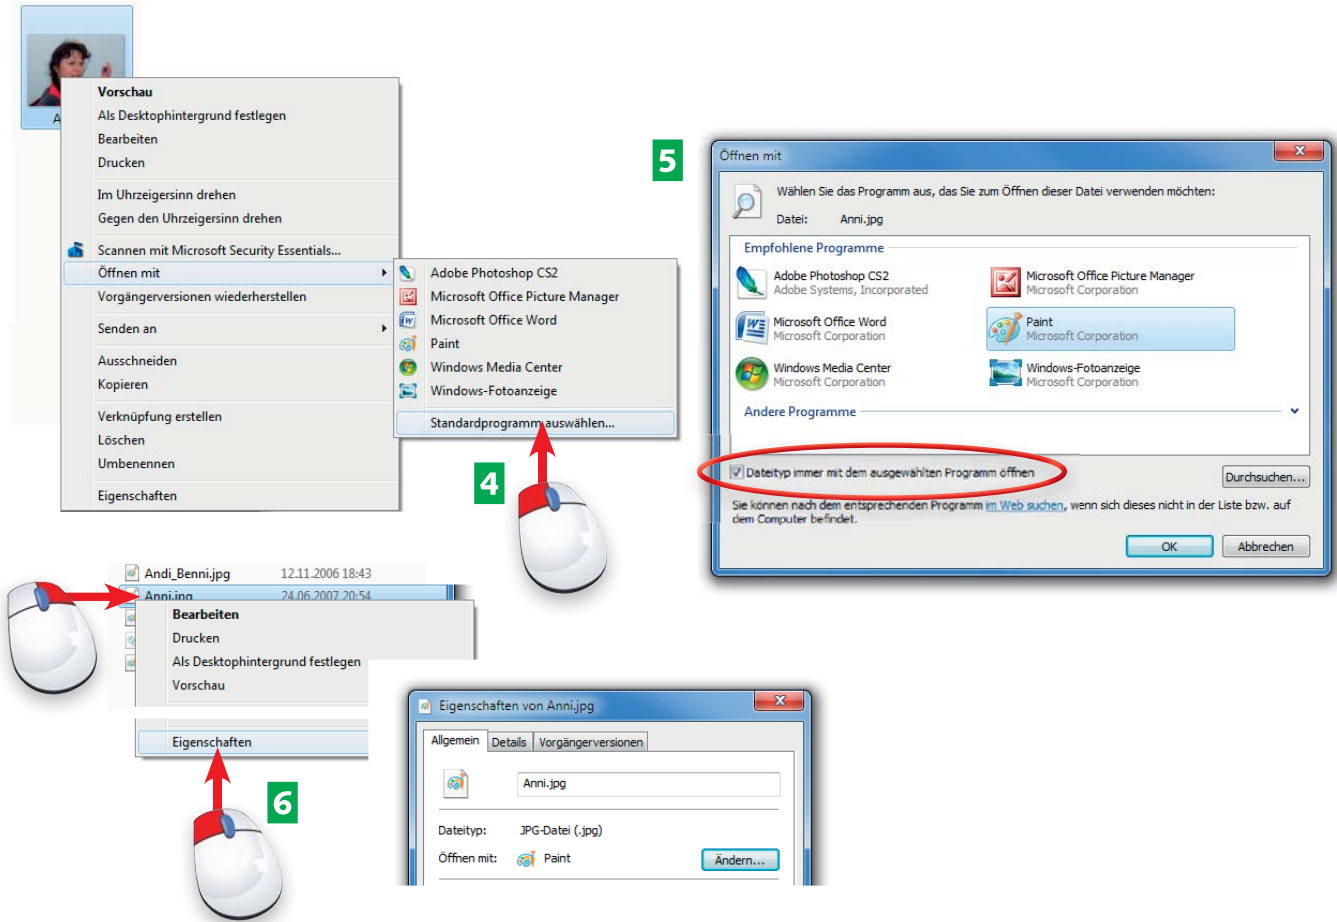 A
Vorschau
Als Desktophintergrund festlegen
Bearbeiten
Drucken
Im Uhrzeigersinn drehen
Gegen den Uhrzeigersinn drehen
Scannen mit Microsoft Security Essentials...
Öffnen mit
Vorgängerversionen wiederherstellen
Senden an
Ausschneiden
Kopieren
Verknüpfung erstellen
Löschen
Umbenennen
Eigenschaften
Adobe Photoshop CS2
Microsoft Office Picture Manager
Microsoft Office Word
Paint
Windows Media Center
Windows-Fotoanzeige
Standardprogramm auswählen...
4
5
Öffnen mit
Wählen Sie das Programm aus, das Sie zum Öffnen dieser Datei verwenden möchten:
Datei: Anni.jpg
Empfohlene Programme
Adobe Photoshop CS2
Adobe Systems, Incorporated
Microsoft Office Picture Manager
Microsoft Corporation
Microsoft Office Word
Microsoft Corporation
Paint
Microsoft Corporation
Windows Media Center
Microsoft Corporation
Windows-Fotoanzeige
Microsoft Corporation
Andere Programme
Dateityp immer mit dem ausgewählten Programm öffnen
Durchsuchen...
Sie können nach dem entsprechenden Programm im Web suchen, wenn sich dieses nicht in der Liste bzw. auf
dem Computer befindet.
OK Abbrechen
Andi_Benni.jpg 12.11.2006 18:43
Anni.jpg 24.06.2007 20:54
Bearbeiten
Drucken
Als Desktophintergrund festlegen
Vorschau
Eigenschaften
6
Eigenschaften von Anni.jpg
Allgemein Details Vorgängerversionen
Anni.jpg
Dateityp: JPG-Datei (.jpg)
Öffnen mit: Paint Ändern...